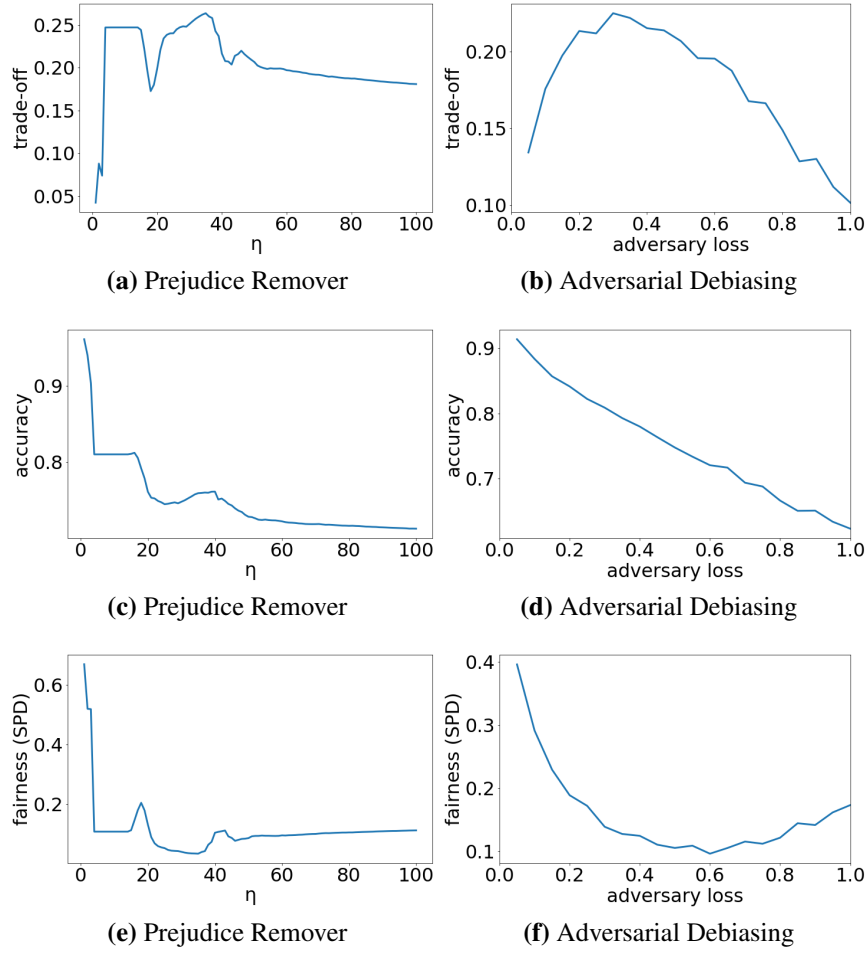 0.25
0.20
0.15
0.10
0.05
trade-off
0 20 40 60 80 100
η
(a) Prejudice Remover
0.20
0.15
0.10
trade-off
0.0 0.2 0.4 0.6 0.8 1.0
adversary loss
(b) Adversarial Debiasing
0.9
0.8
accuracy
0 20 40 60 80 100
η
(c) Prejudice Remover
0.9
0.8
0.7
accuracy
0.0 0.2 0.4 0.6 0.8 1.0
adversary loss
(d) Adversarial Debiasing
0.6
0.4
0.2
fairness (SPD)
0 20 40 60 80 100
η
(e) Prejudice Remover
0.4
0.3
0.2
0.1
fairness (SPD)
0.0 0.2 0.4 0.6 0.8 1.0
adversary loss
(f) Adversarial Debiasing